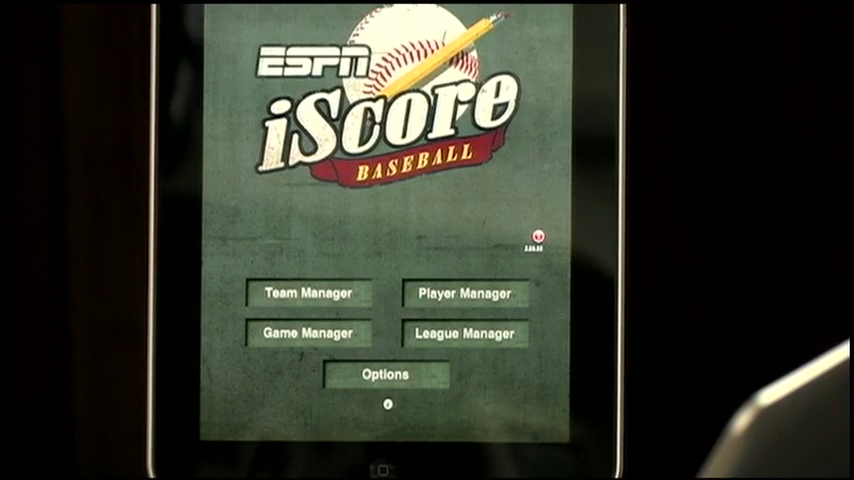 ESPN
iScore
BASEBALL
Team Manager
Player Manager
Game Manager
League Manager
Options